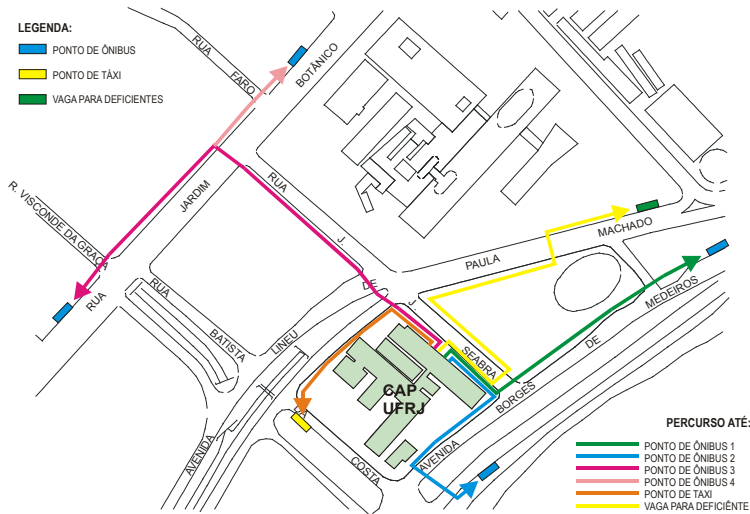 LEGENDA:
PONTO DE ÔNIBUS
PONTO DE TÁXI
VAGA PARA DEFICIENTES
RUA
FARO
BOTÂNICO
JARDIM
RUA
R. VISCONDE DA GRAÇA
RUA
J.
DE
J.
SEABRA
PAULA
MACHADO
RUA
BATISTA
DA
COSTA
AVENIDA
LINEU
CAP
UFRJ
AVENIDA
BORGES
DE
MEDEIROS
PERCURSO ATÉ:
PONTO DE ÔNIBUS 1
PONTO DE ÔNIBUS 2
PONTO DE ÔNIBUS 3
PONTO DE ÔNIBUS 4
PONTO DE TAXI
VAGA PARA DEFICIÊNTE